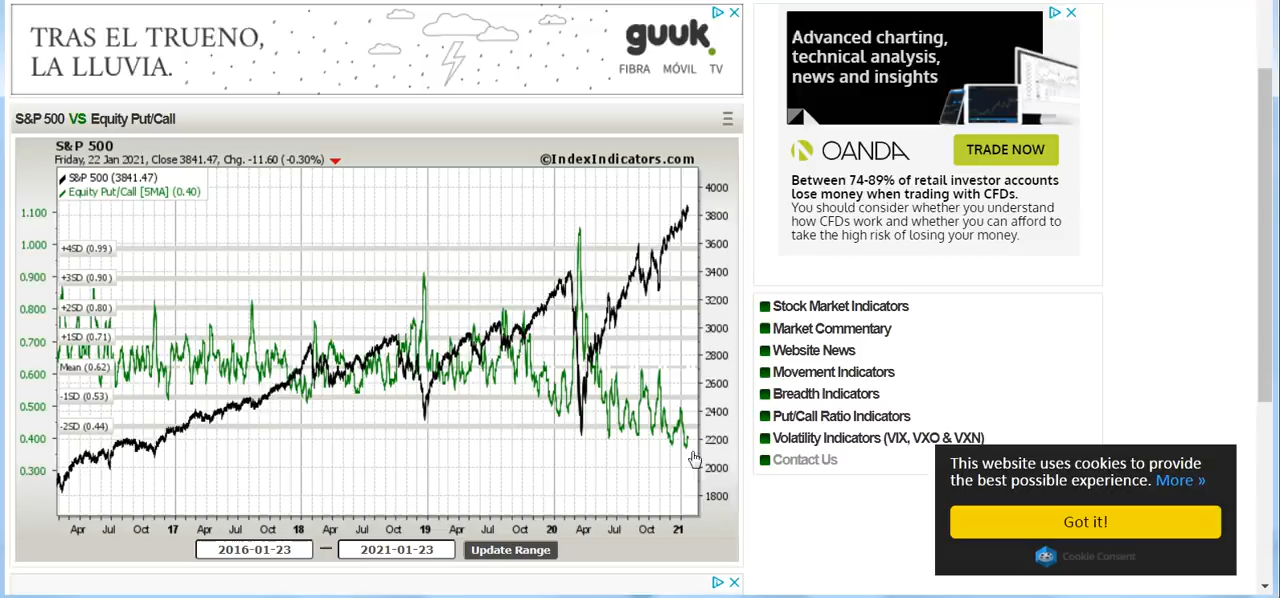 TRAS EL TRUENO,
LA LLUVIA.
guuk.
FIBRA MÓVIL TV
S&P 500 VS Equity Put/Call
S&P 500
Friday, 22 Jan 2021, Close 3841.47, Chg. -11.60 (-0.30%)
©IndexIndicators.com
S&P 500 (3841.47)
Equity Put/Call [5MA] (0.40)
1.100
1.000
0.900
0.800
0.700
0.600
0.500
0.400
0.300
+4SD (0.99)
+3SD (0.90)
+2SD (0.80)
+1SD (0.71)
Mean (0.62)
-1SD (0.53)
-2SD (0.44)
4000
3800
3600
3400
3200
3000
2800
2600
2400
2200
2000
1800
Apr Jul Oct 17 Apr Jul Oct 18 Apr Jul Oct 19 Apr Jul Oct 20 Apr Jul Oct 21
2016-01-23 — 2021-01-23 Update Range
Advanced charting,
technical analysis,
news and insights
OANDA
TRADE NOW
Between 74-89% of retail investor accounts
lose money when trading with CFDs.
You should consider whether you understand
how CFDs work and whether you can afford to
take the high risk of losing your money.
Stock Market Indicators
Market Commentary
Website News
Movement Indicators
Breadth Indicators
Put/Call Ratio Indicators
Volatility Indicators (VIX, VXO & VXN)
Contact Us
This website uses cookies to provide
the best possible experience. More »
Got it!
Cookie Consent